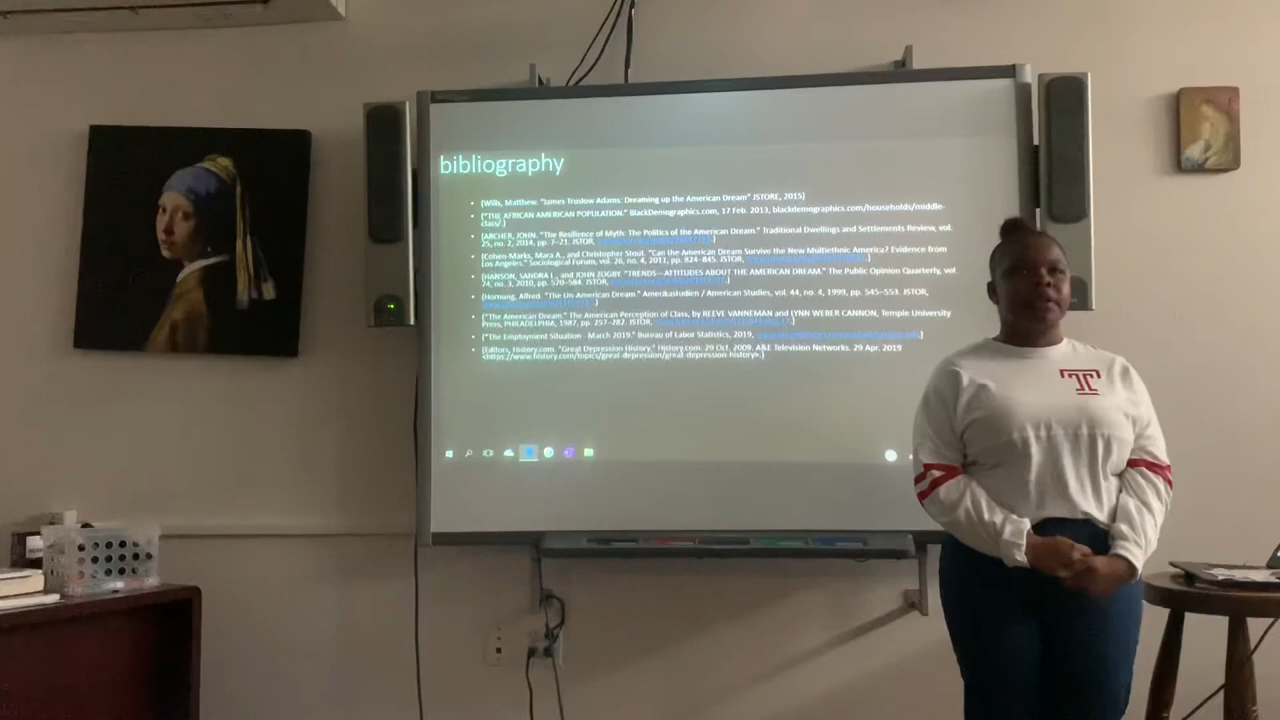 bibliography
• (Wills, Matthew. "James Truslow Adams: Dreaming up the American Dream" JSTORE, 2015)
• ("THE AFRICAN AMERICAN POPULATION." BlackDemographics.com, 17 Feb. 2013, blackdemographics.com/households/middle-
class/.)
• (ARCHER, JOHN. "The Resilience of Myth: The Politics of the American Dream." Traditional Dwellings and Settlements Review, vol.
25, no. 2, 2014, pp. 7–21. JSTOR,
• (Cohen-Marks, Mara A., and Christopher Stout. "Can the American Dream Survive the New Multiethnic America? Evidence from
Los Angeles." Sociological Forum, vol. 26, no. 4, 2011, pp. 824–845. JSTOR,
• (HANSON, SANDRA L., and JOHN ZOGBY. "TRENDS—ATTITUDES ABOUT THE AMERICAN DREAM." The Public Opinion Quarterly, vol.
74, no. 3, 2010, pp. 570–584. JSTOR,
• (Hornung, Alfred. "The Un-American Dream." Amerikastudien / American Studies, vol. 44, no. 4, 1999, pp. 545–553. JSTOR,
• ("The American Dream." The American Perception of Class, by REEVE VANNEMAN and LYNN WEBER CANNON, Temple University
Press, PHILADELPHIA, 1987, pp. 257–282. JSTOR,
• ("The Employment Situation - March 2019." Bureau of Labor Statistics, 2019,
• (Editors, History.com. "Great Depression History." History.com. 29 Oct. 2009. A&E Television Networks. 29 Apr. 2019
<https://www.history.com/topics/great-depression/great-depression-history>.)
T